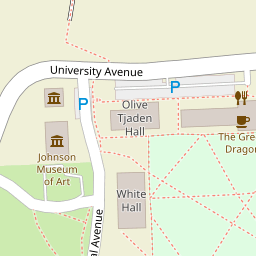 University Avenue
P
P
Olive
Tjaden
Hall
The Gre
Dragon
Johnson
Museum
of Art
White
Hall
al Avenue